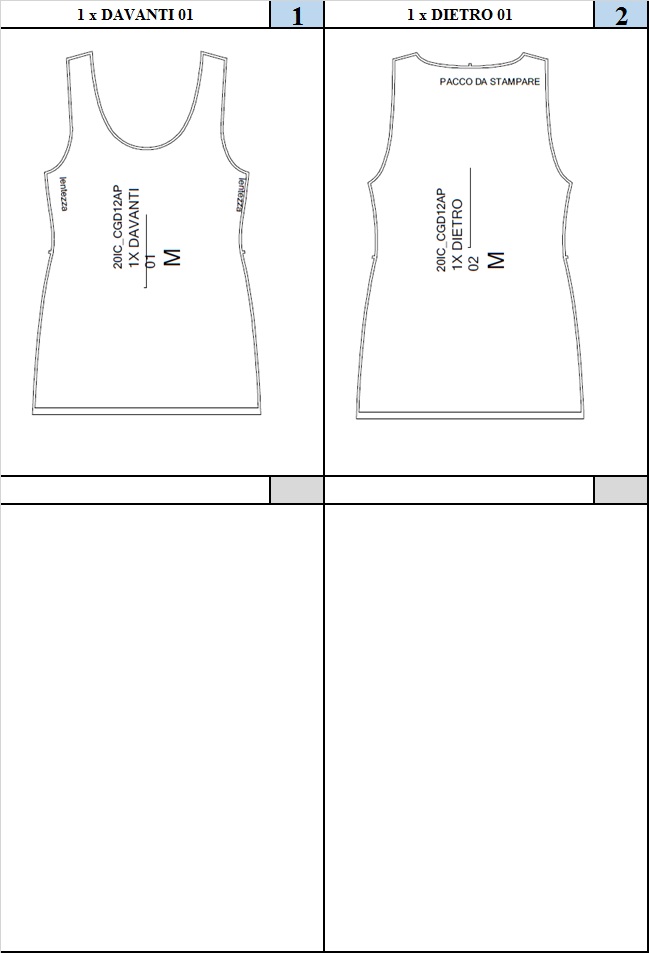 1 x DAVANTI 01
1
1 x DIETRO 01
2
lentezza
lentezza
20IC_CGD12AP
1X DAVANTI
01
M
PACCO DA STAMPARE
20IC_CGD12AP
1X DIETRO
02
M